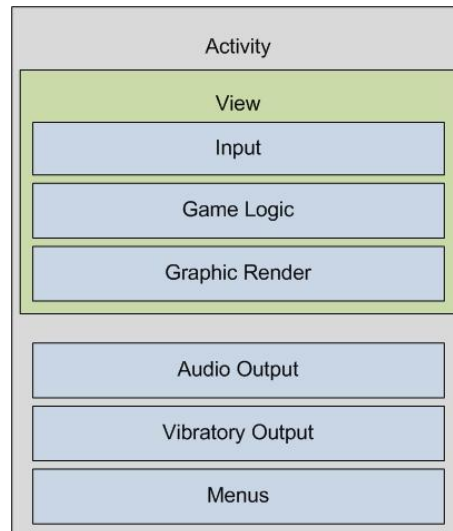 Activity
View
Input
Game Logic
Graphic Render
Audio Output
Vibratory Output
Menus